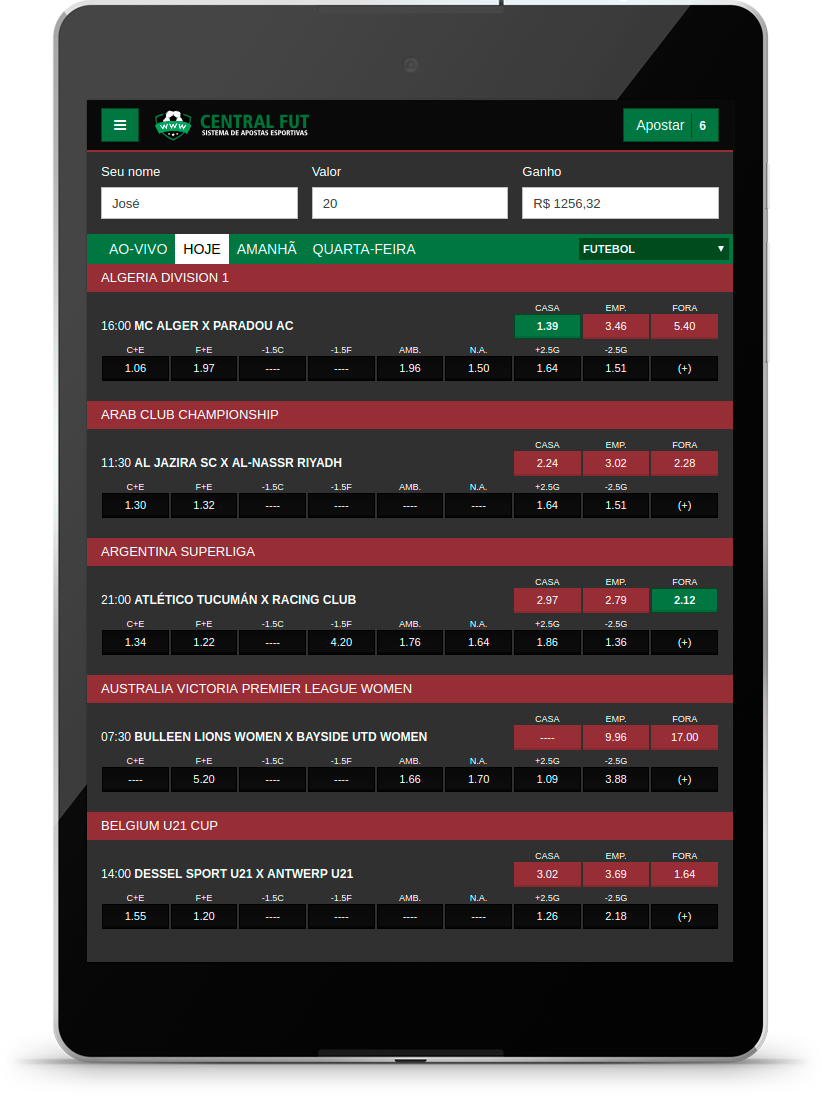 WWW
CENTRAL FUT
SISTEMA DE APOSTAS ESPORTIVAS
Apostar 6
Seu nome Valor Ganho
José 20 R$ 1256,32
AO-VIVO HOJE AMANHÃ QUARTA-FEIRA FUTEBOL
ALGERIA DIVISION 1
CASA EMP. FORA
16:00 MC ALGER X PARADOU AC 1.39 3.46 5.40
C+E F+E -1.5C -1.5F AMB. N.A. +2.5G -2.5G
1.06 1.97 ---- ---- 1.96 1.50 1.64 1.51 (+)
ARAB CLUB CHAMPIONSHIP
CASA EMP. FORA
11:30 AL JAZIRA SC X AL-NASSR RIYADH 2.24 3.02 2.28
C+E F+E -1.5C -1.5F AMB. N.A. +2.5G -2.5G
1.30 1.32 ---- ---- ---- ---- 1.64 1.51 (+)
ARGENTINA SUPERLIGA
CASA EMP. FORA
21:00 ATLÉTICO TUCUMÁN X RACING CLUB 2.97 2.79 2.12
C+E F+E -1.5C -1.5F AMB. N.A. +2.5G -2.5G
1.34 1.22 ---- 4.20 1.76 1.64 1.86 1.36 (+)
AUSTRALIA VICTORIA PREMIER LEAGUE WOMEN
CASA EMP. FORA
07:30 BULLEEN LIONS WOMEN X BAYSIDE UTD WOMEN ---- 9.96 17.00
C+E F+E -1.5C -1.5F AMB. N.A. +2.5G -2.5G
---- 5.20 ---- ---- 1.66 1.70 1.09 3.88 (+)
BELGIUM U21 CUP
CASA EMP. FORA
14:00 DESSEL SPORT U21 X ANTWERP U21 3.02 3.69 1.64
C+E F+E -1.5C -1.5F AMB. N.A. +2.5G -2.5G
1.55 1.20 ---- ---- ---- ---- 1.26 2.18 (+)